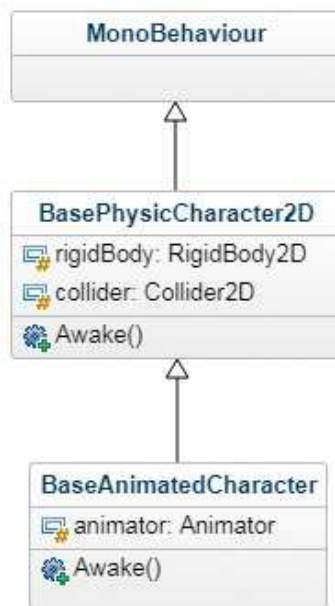 MonoBehaviour
BasePhysicCharacter2D
rigidBody: RigidBody2D
collider: Collider2D
Awake()
BaseAnimatedCharacter
animator: Animator
Awake()